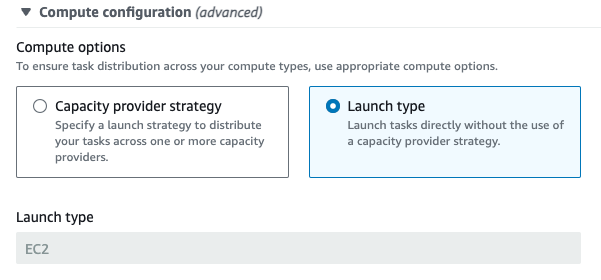 Compute configuration (advanced)
Compute options
To ensure task distribution across your compute types, use appropriate compute options.
Capacity provider strategy
Specify a launch strategy to distribute
your tasks across one or more capacity
providers.
Launch type
Launch tasks directly without the use of
a capacity provider strategy.
Launch type
EC2